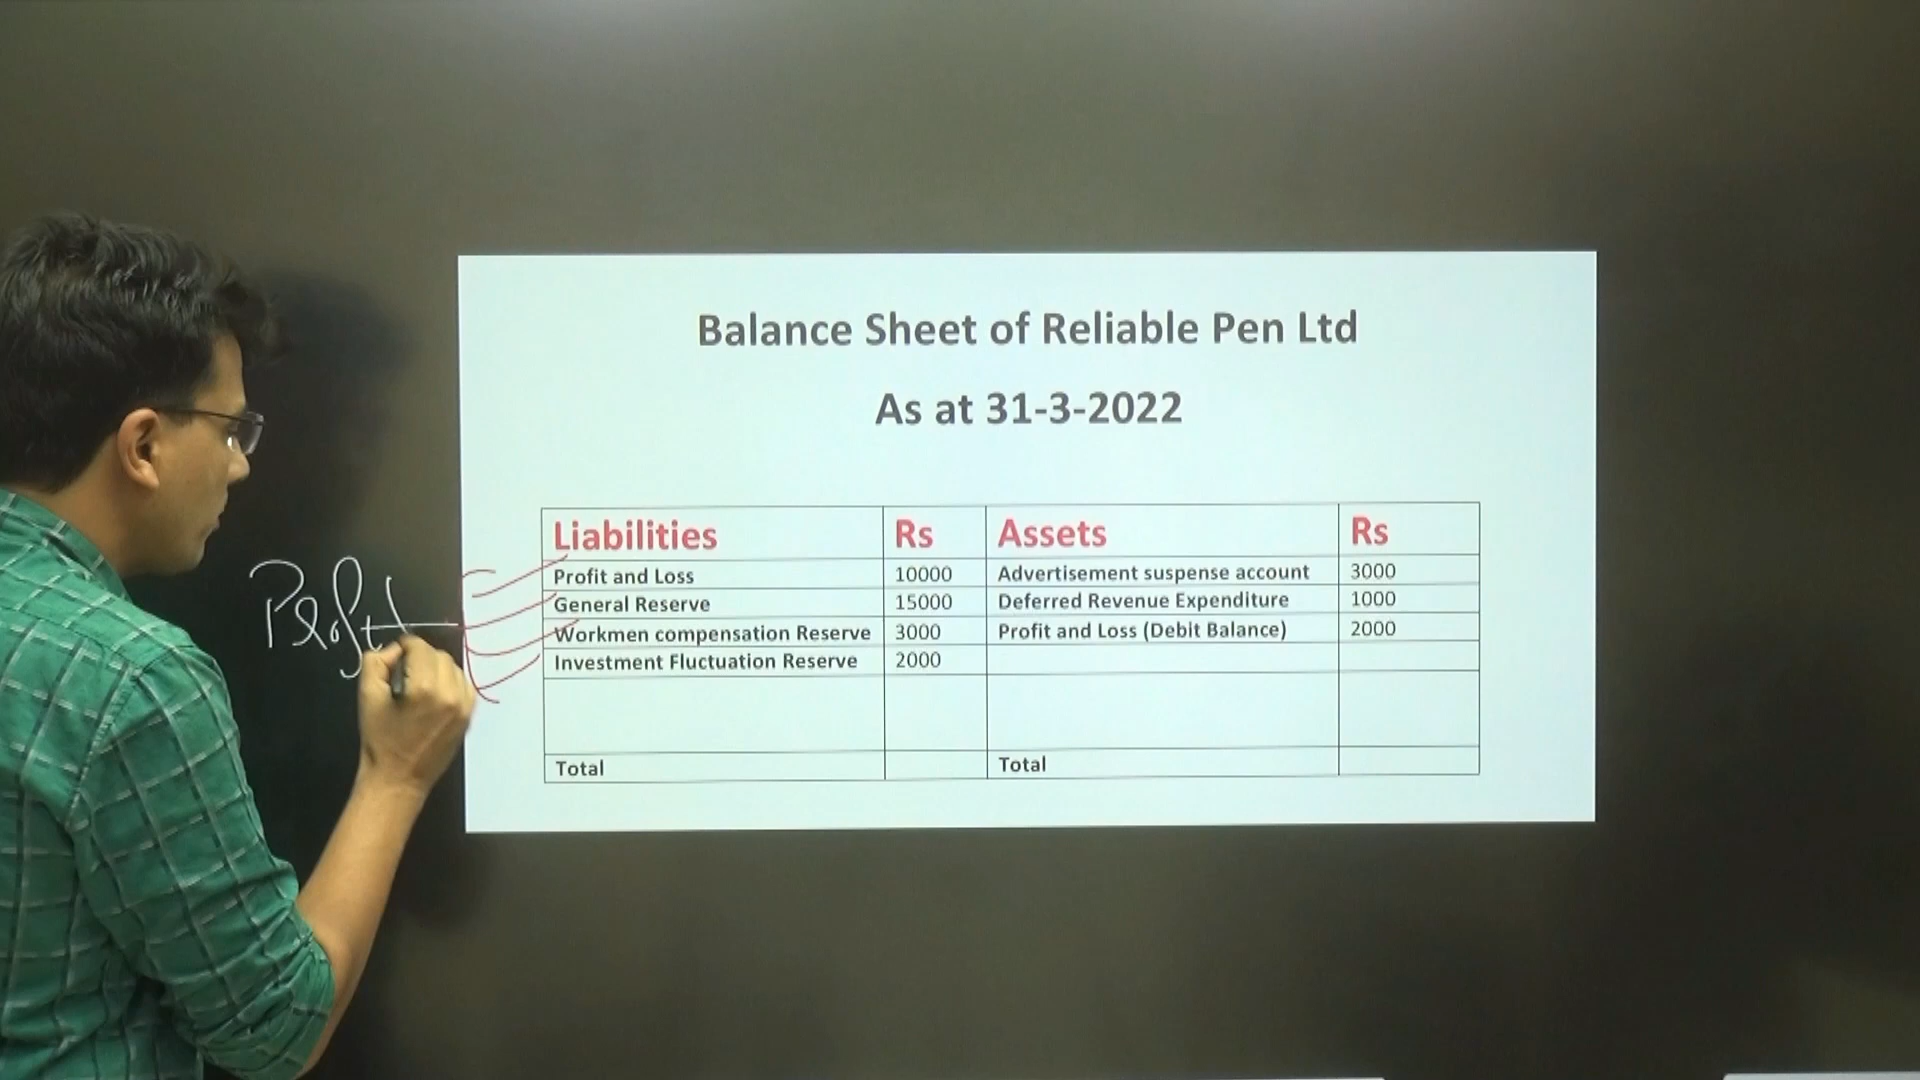 Balance Sheet of Reliable Pen Ltd
As at 31-3-2022
Liabilities Rs Assets Rs
Profit and Loss 10000 Advertisement suspense account 3000
General Reserve 15000 Deferred Revenue Expenditure 1000
Workmen compensation Reserve 3000 Profit and Loss (Debit Balance) 2000
Investment Fluctuation Reserve 2000
Total Total
Profit